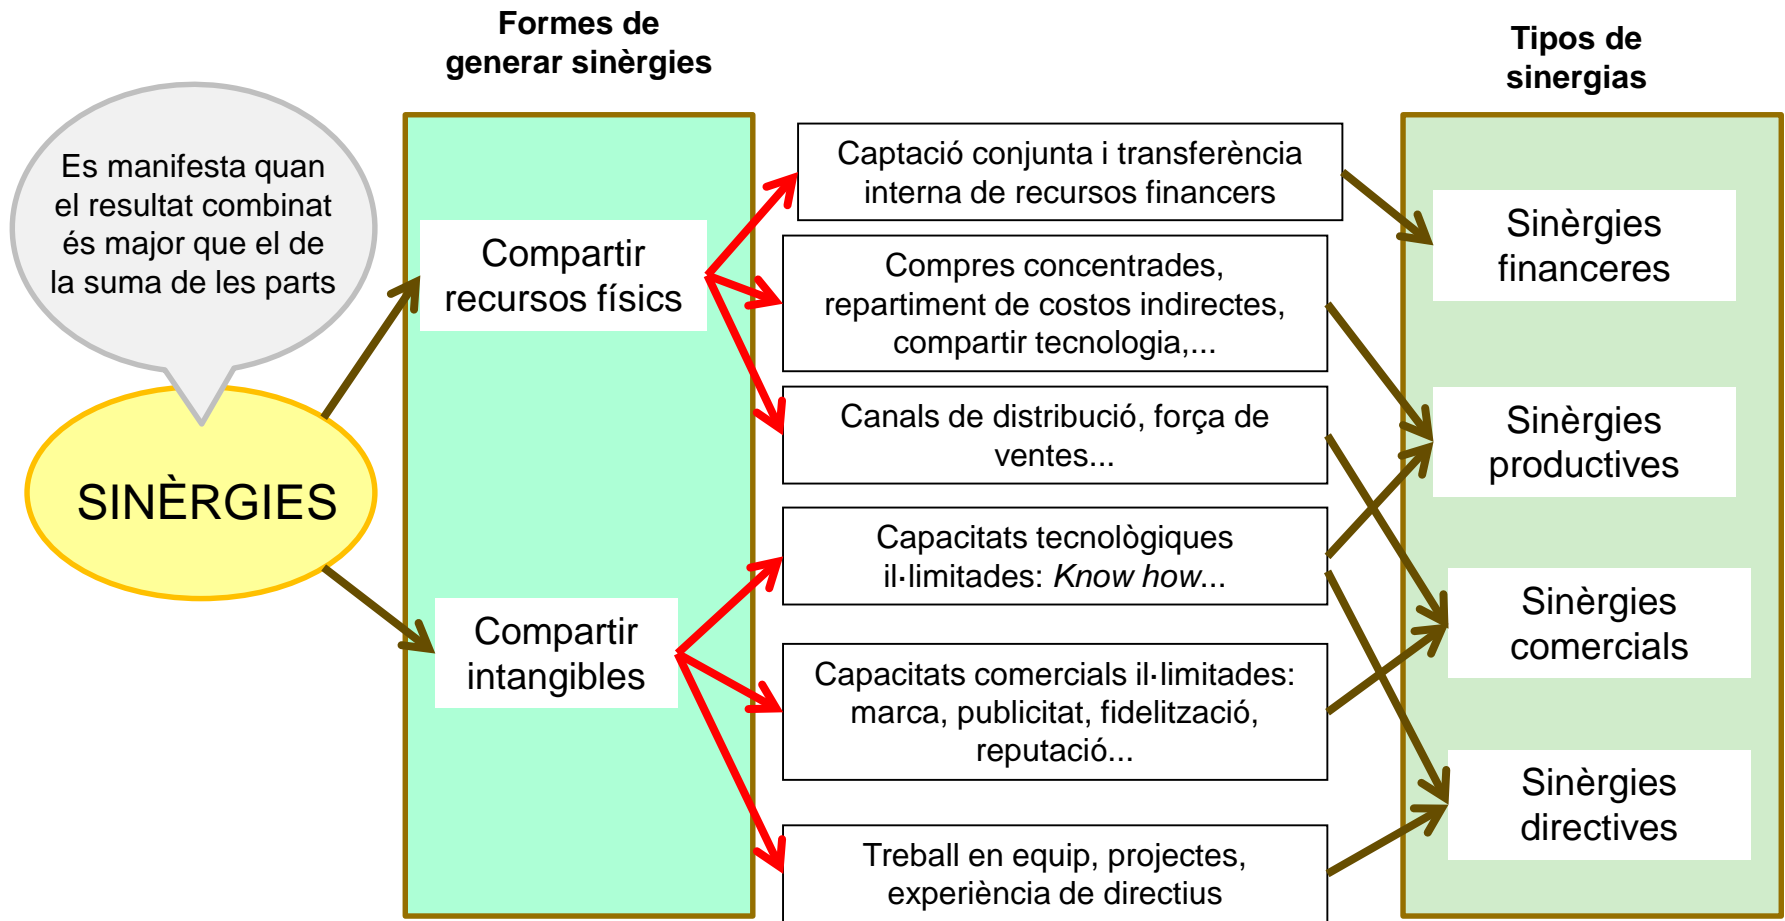 Formes de
generar sinèrgies
Tipos de
sinergias
Es manifesta quan
el resultat combinat
és major que el de
la suma de les parts
SINÈRGIES
Compartir
recursos físics
Compartir
intangibles
Captació conjunta i transferència
interna de recursos financers
Compres concentrades,
repartiment de costos indirectes,
compartir tecnologia,...
Canals de distribució, força de
ventes...
Capacitats tecnològiques
il·limitades: Know how...
Capacitats comercials il·limitades:
marca, publicitat, fidelització,
reputació...
Treball en equip, projectes,
experiència de directius
Sinèrgies
financeres
Sinèrgies
productives
Sinèrgies
comercials
Sinèrgies
directives